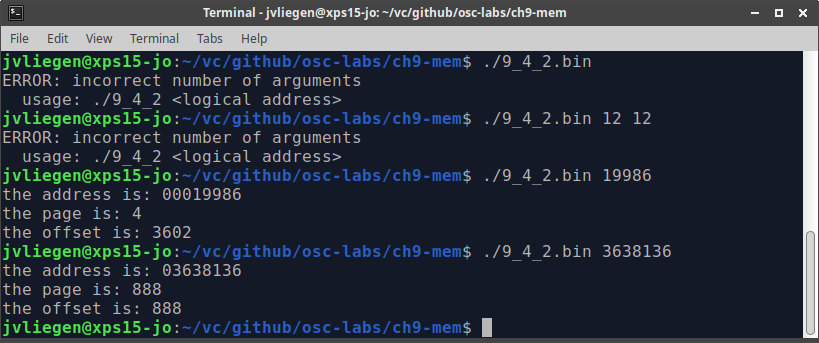 Terminal - jvliegen@xps15-jo: ~/vc/github/osc-labs/ch9-mem
File Edit View Terminal Tabs Help
jvliegen@xps15-jo:~/vc/github/osc-labs/ch9-mem$ ./9_4_2.bin
ERROR: incorrect number of arguments
  usage: ./9_4_2 <logical address>
jvliegen@xps15-jo:~/vc/github/osc-labs/ch9-mem$ ./9_4_2.bin 12 12
ERROR: incorrect number of arguments
  usage: ./9_4_2 <logical address>
jvliegen@xps15-jo:~/vc/github/osc-labs/ch9-mem$ ./9_4_2.bin 19986
the address is: 00019986
the page is: 4
the offset is: 3602
jvliegen@xps15-jo:~/vc/github/osc-labs/ch9-mem$ ./9_4_2.bin 3638136
the address is: 03638136
the page is: 888
the offset is: 888
jvliegen@xps15-jo:~/vc/github/osc-labs/ch9-mem$